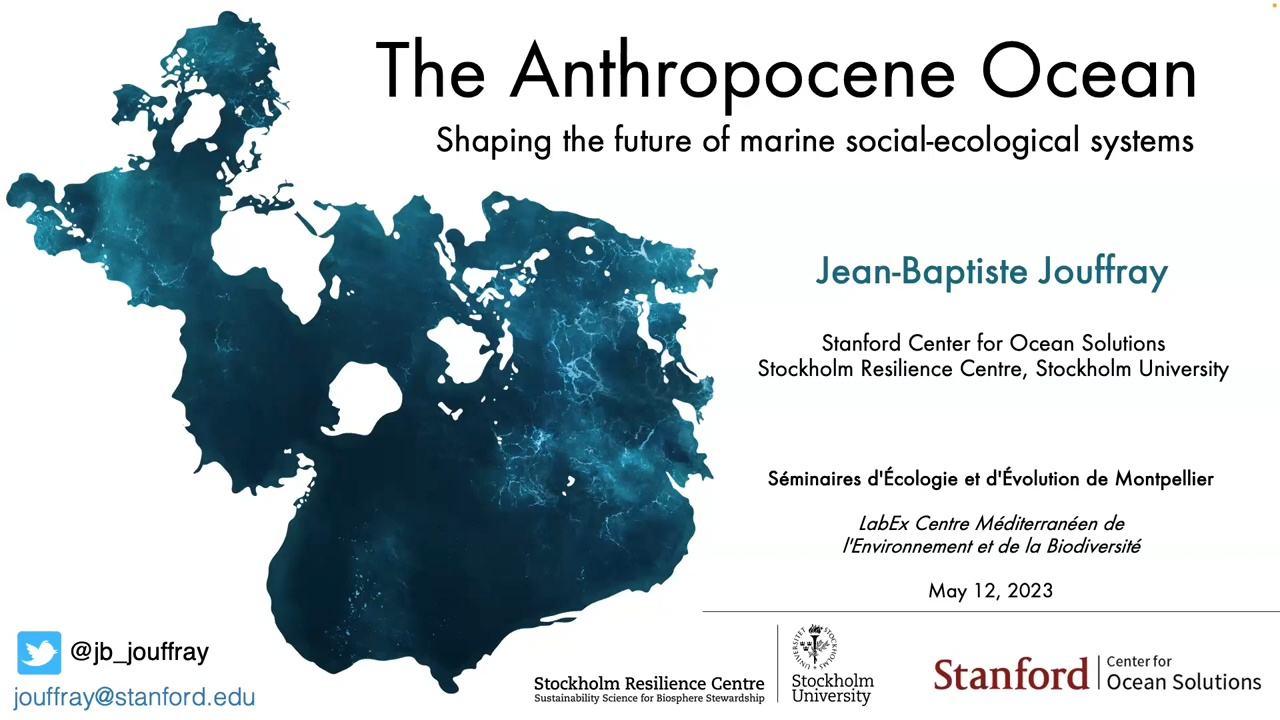 The Anthropocene Ocean
Shaping the future of marine social-ecological systems
Jean-Baptiste Jouffray
Stanford Center for Ocean Solutions
Stockholm Resilience Centre, Stockholm University
Séminaires d'Écologie et d'Évolution de Montpellier
LabEx Centre Méditerranéen de
l'Environnement et de la Biodiversité
May 12, 2023
@jb_jouffray
jouffray@stanford.edu
Stockholm Resilience Centre
Sustainability Science for Biosphere Stewardship
Stockholm
University
Stanford
Center for
Ocean Solutions